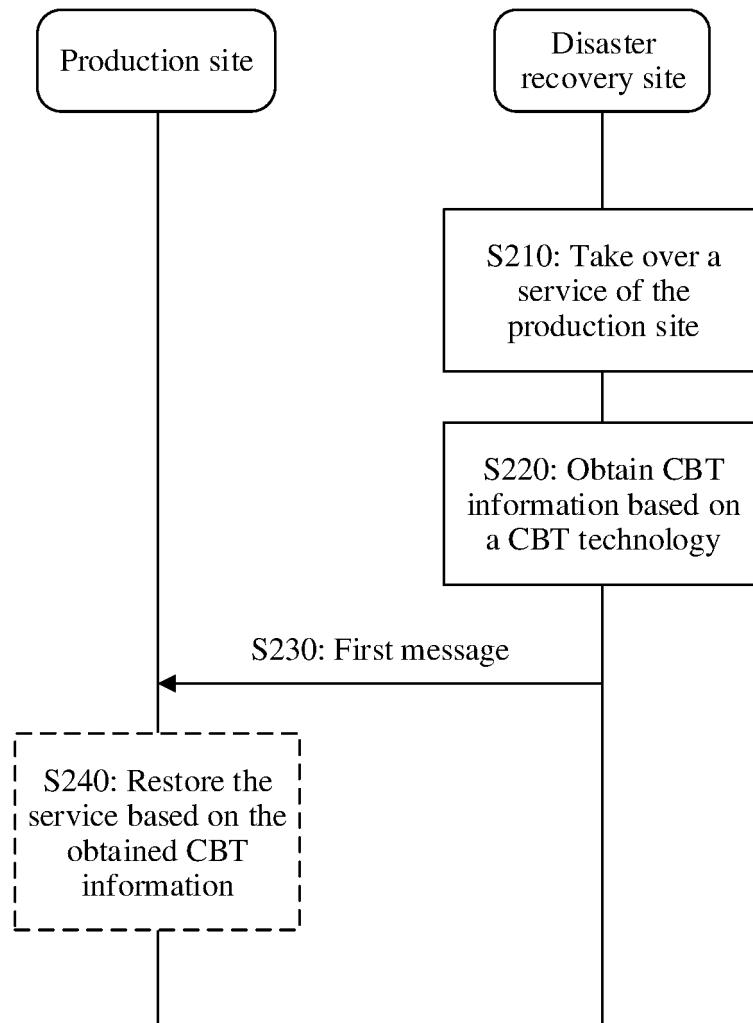 Production site
Disaster
recovery site
S210: Take over a
service of the
production site
S220: Obtain CBT
information based on
a CBT technology
S230: First message
S240: Restore the
service based on the
obtained CBT
information